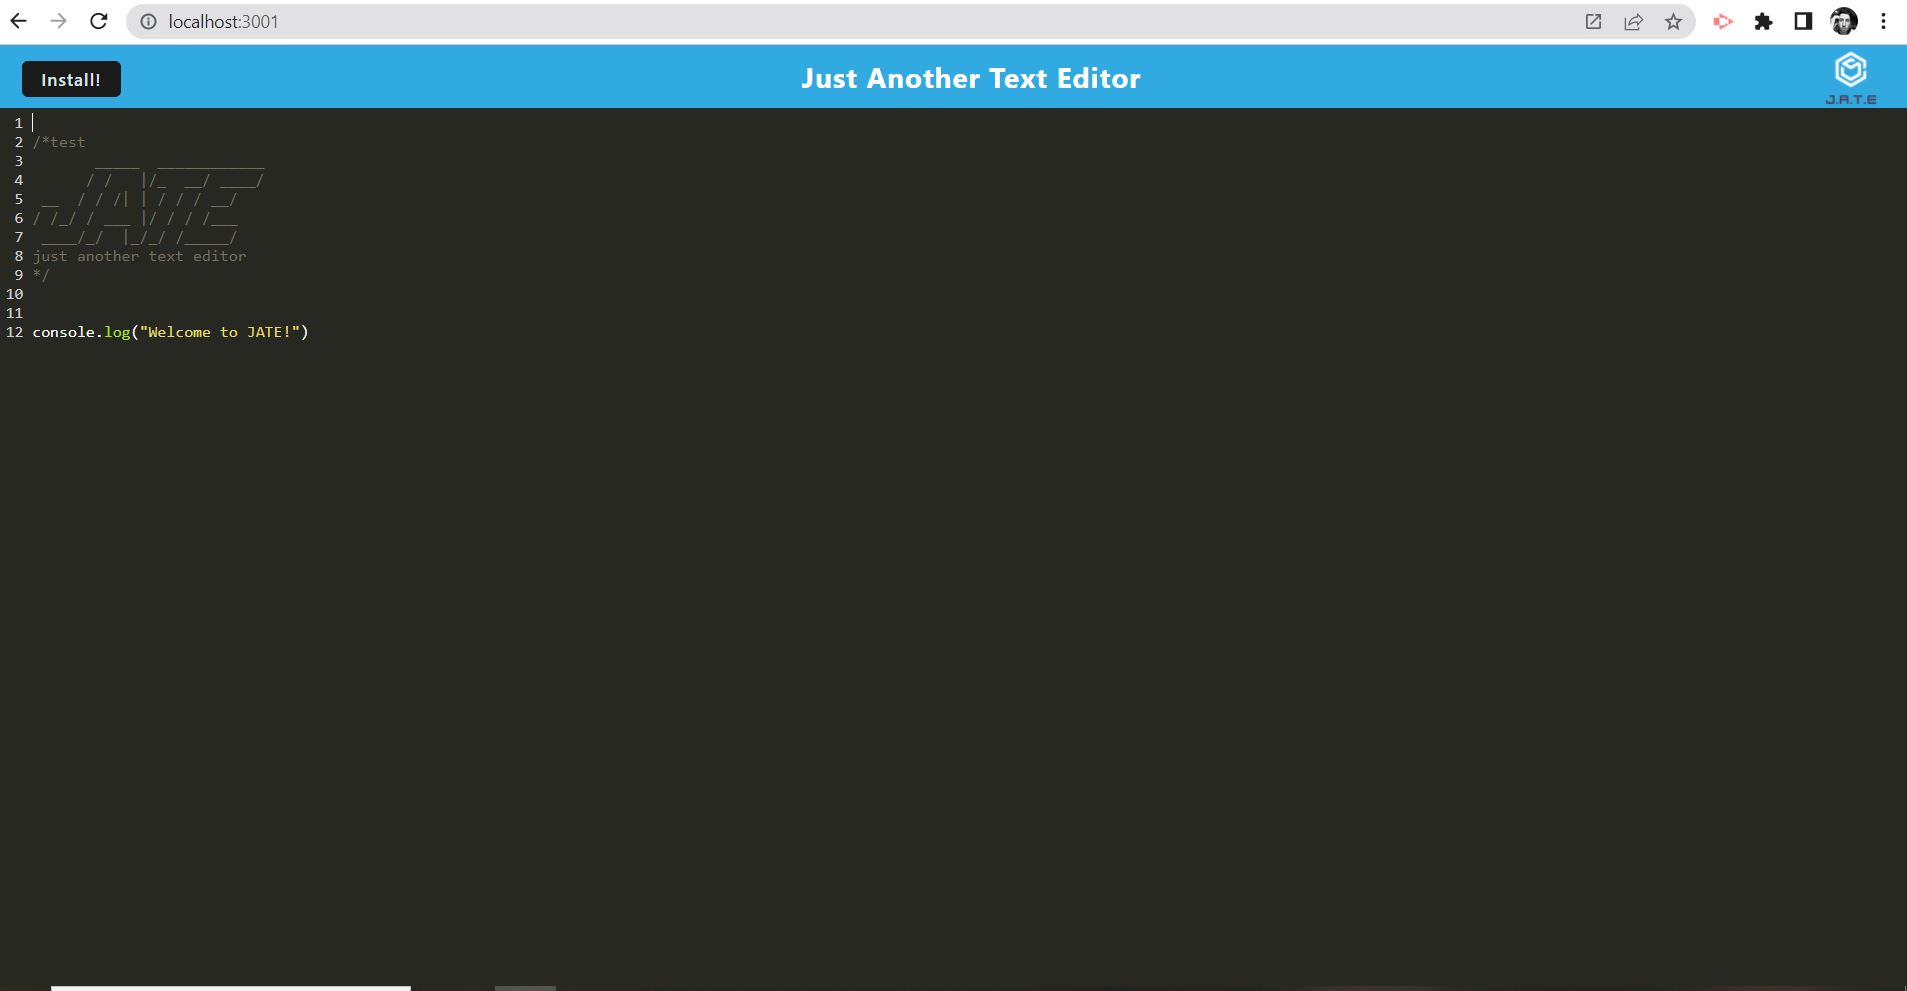 localhost:3001
Install!
Just Another Text Editor
J.A.T.E
1
2 /*test
3       _____  ____________
4      / /   |/_  __/ ____/
5  __  / / /| | / / / __/
6 / /_/ / ___ |/ / / /___
7  ____/_/  |_/_/ /_____/
8 just another text editor
9 */
10
11
12 console.log("Welcome to JATE!")